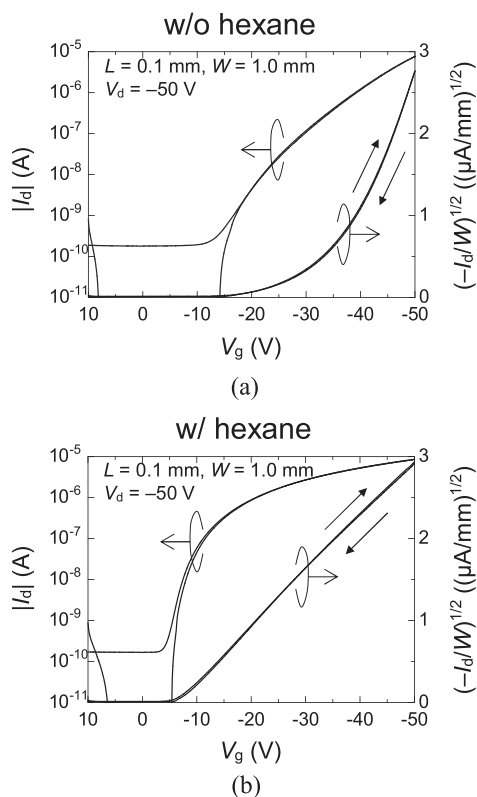 w/o hexane
L = 0.1 mm, W = 1.0 mm
V_d = –50 V
|I_d| (A)
10^-5
10^-6
10^-7
10^-8
10^-9
10^-10
10^-11
3
2
1
0
(–I_d/W)^1/2 ((μA/mm)^1/2)
10 0 -10 -20 -30 -40 -50
V_g (V)
(a)
w/ hexane
L = 0.1 mm, W = 1.0 mm
V_d = –50 V
|I_d| (A)
10^-5
10^-6
10^-7
10^-8
10^-9
10^-10
10^-11
3
2
1
0
(–I_d/W)^1/2 ((μA/mm)^1/2)
10 0 -10 -20 -30 -40 -50
V_g (V)
(b)